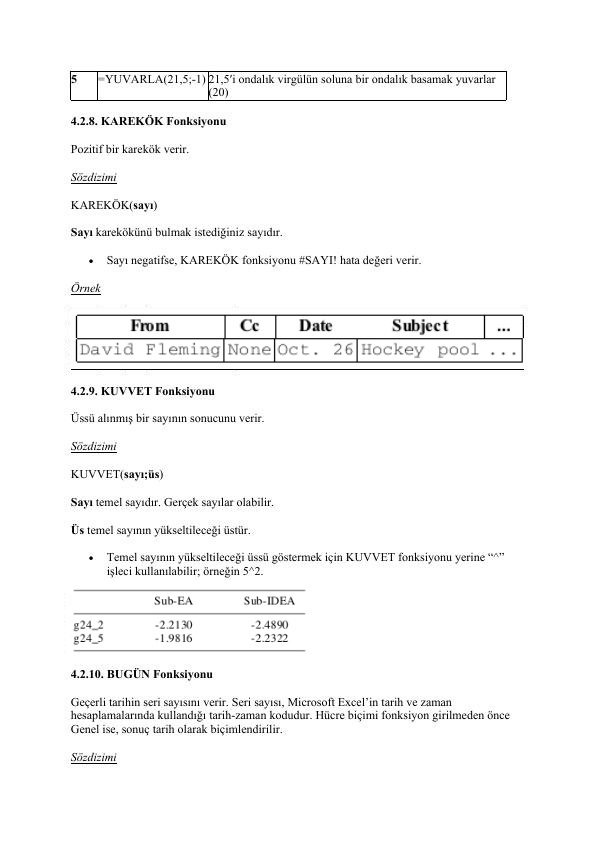 5 =YUVARLA(21,5;-1) 21,5'i ondalık virgülün soluna bir ondalık basamak yuvarlar
(20)
4.2.8. KAREKÖK Fonksiyonu
Pozitif bir karekök verir.
Sözdizimi
KAREKÖK(sayı)
Sayı karekökünü bulmak istediğiniz sayıdır.
• Sayı negatifse, KAREKÖK fonksiyonu #SAYI! hata değeri verir.
Örnek
From Cc Date Subject ...
David Fleming None Oct. 26 Hockey pool ...
4.2.9. KUVVET Fonksiyonu
Üssü alınmış bir sayının sonucunu verir.
Sözdizimi
KUVVET(sayı;üs)
Sayı temel sayıdır. Gerçek sayılar olabilir.
Üs temel sayının yükseltileceği üstür.
• Temel sayının yükseltileceği üssü göstermek için KUVVET fonksiyonu yerine “^”
işleci kullanılabilir; örneğin 5^2.
Sub-EA Sub-IDEA
g24_2 -2.2130 -2.4890
g24_5 -1.9816 -2.2322
4.2.10. BUGÜN Fonksiyonu
Geçerli tarihin seri sayısını verir. Seri sayısı, Microsoft Excel’in tarih ve zaman
hesaplamalarında kullandığı tarih-zaman kodudur. Hücre biçimi fonksiyon girilmeden önce
Genel ise, sonuç tarih olarak biçimlendirilir.
Sözdizimi